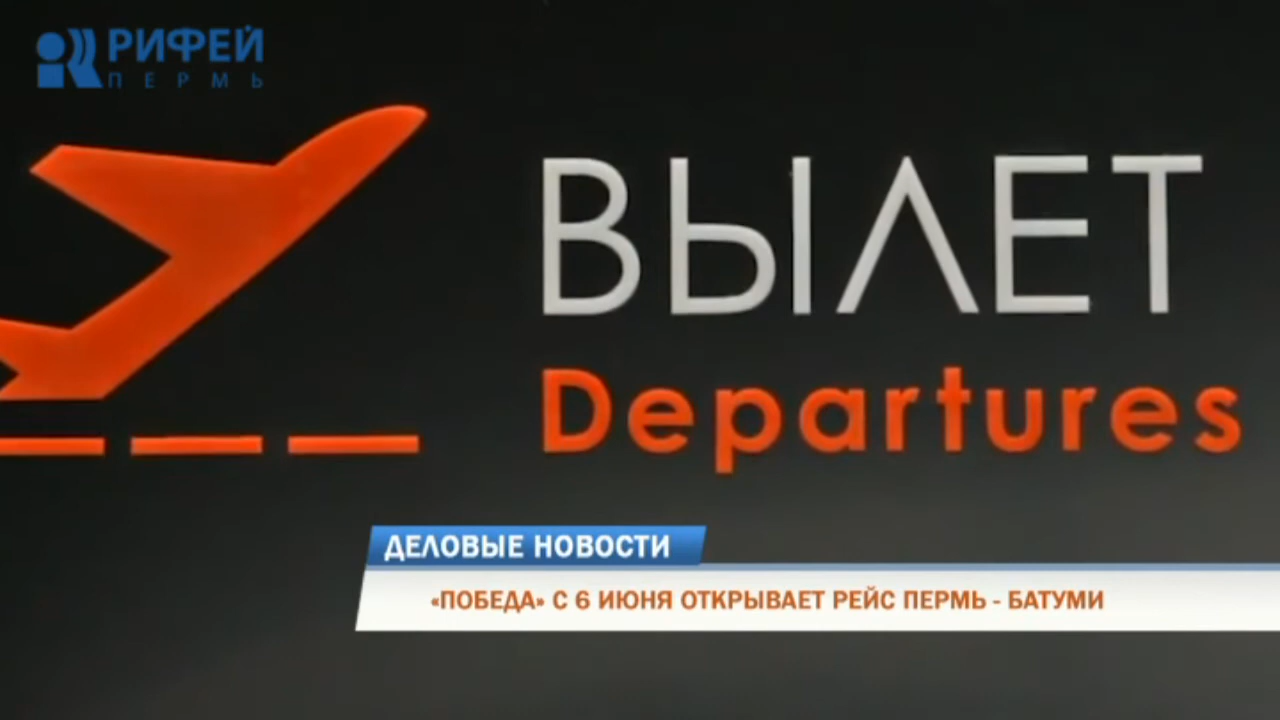 РИФЕЙ
ПЕРМЬ
ВЫЛЕТ
Departures
ДЕЛОВЫЕ НОВОСТИ
«ПОБЕДА» С 6 ИЮНЯ ОТКРЫВАЕТ РЕЙС ПЕРМЬ - БАТУМИ